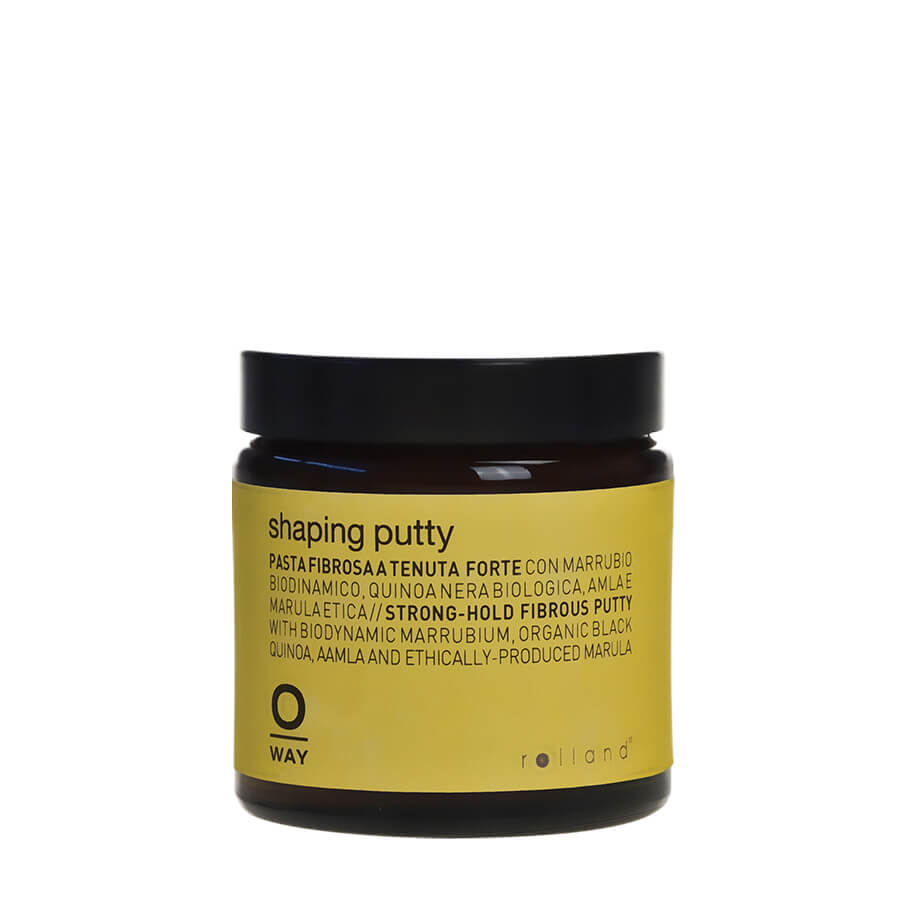 shaping putty
PASTA FIBROSA A TENUTA FORTE CON MARRUBIO
BIODINAMICO, QUINOA NERA BIOLOGICA, AMLA E
MARULA ETICA // STRONG-HOLD FIBROUS PUTTY
WITH BIODYNAMIC MARRUBIUM, ORGANIC BLACK
QUINOA, AAMLA AND ETHICALLY-PRODUCED MARULA
O
WAY
rolland